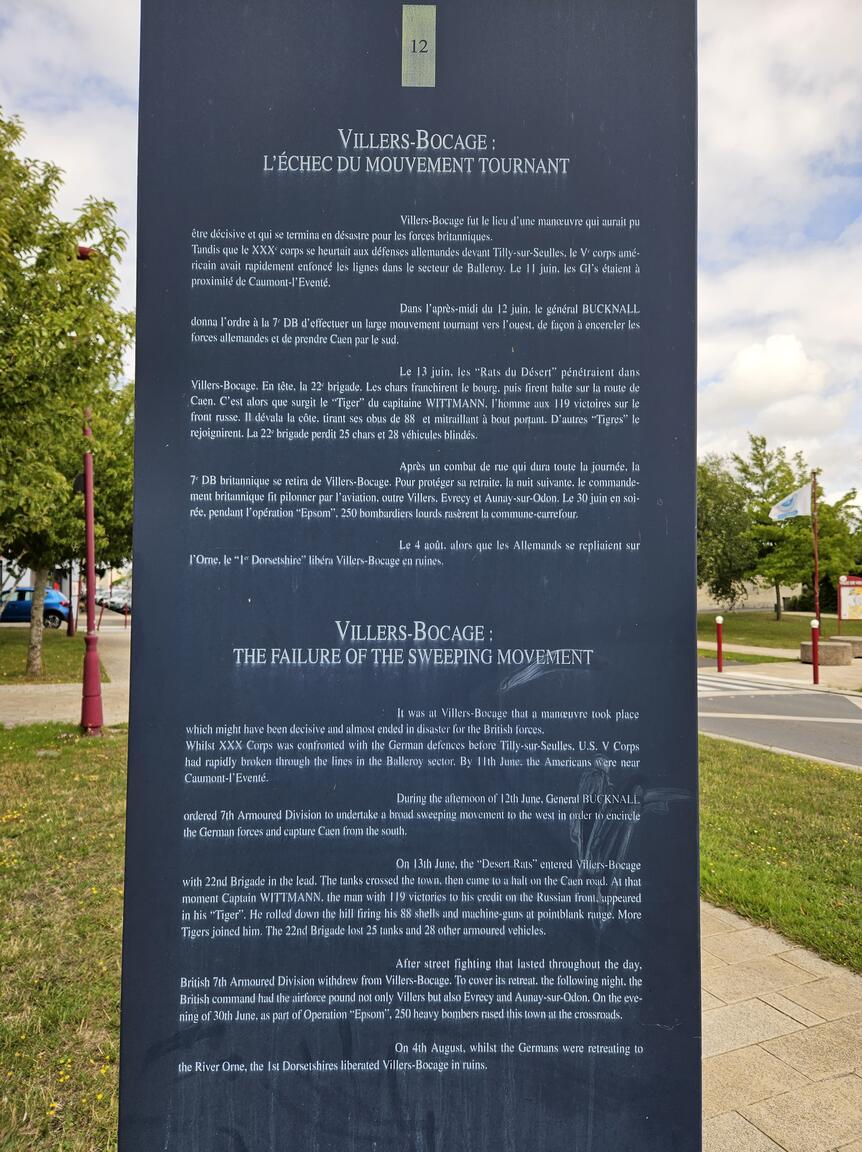 12
VILLERS-BOCAGE :
L'ÉCHEC DU MOUVEMENT TOURNANT
Villers-Bocage fut le lieu d'une manœuvre qui aurait pu
être décisive et qui se termina en désastre pour les forces britanniques.
Tandis que le XXXe corps se heurtait aux défenses allemandes devant Tilly-sur-Seulles, le Ve corps amé-
ricain avait rapidement enfoncé les lignes dans le secteur de Balleroy. Le 11 juin, les GI's étaient à
proximité de Caumont-l'Eventé.
Dans l'après-midi du 12 juin, le général BUCKNALL
donna l'ordre à la 7e DB d'effectuer un large mouvement tournant vers l'ouest, de façon à encercler les
forces allemandes et de prendre Caen par le sud.
Le 13 juin, les "Rats du Désert" pénétraient dans
Villers-Bocage. En tête, la 22e brigade. Les chars franchirent le bourg, puis firent halte sur la route de
Caen. C'est alors que surgit le "Tiger" du capitaine WITTMANN, l'homme aux 119 victoires sur le
front russe. Il dévala la côte, tirant ses obus de 88 et mitraillant à bout portant. D'autres "Tigres" le
rejoignirent. La 22e brigade perdit 25 chars et 28 véhicules blindés.
Après un combat de rue qui dura toute la journée, la
7e DB britannique se retira de Villers-Bocage. Pour protéger sa retraite, la nuit suivante, le commande-
ment britannique fit pilonner par l'aviation, outre Villers, Evrecy et Aunay-sur-Odon. Le 30 juin en soi-
rée, pendant l'opération "Epsom", 250 bombardiers lourds rasèrent la commune-carrefour.
Le 4 août, alors que les Allemands se repliaient sur
l'Orne, le "1er Dorsetshire" libéra Villers-Bocage en ruines.
VILLERS-BOCAGE :
THE FAILURE OF THE SWEEPING MOVEMENT
It was at Villers-Bocage that a manœuvre took place
which might have been decisive and almost ended in disaster for the British forces.
Whilst XXX Corps was confronted with the German defences before Tilly-sur-Seulles, U.S. V Corps
had rapidly broken through the lines in the Balleroy sector. By 11th June, the Americans were near
Caumont-l'Eventé.
During the afternoon of 12th June, General BUCKNALL
ordered 7th Armoured Division to undertake a broad sweeping movement to the west in order to encircle
the German forces and capture Caen from the south.
On 13th June, the "Desert Rats" entered Villers-Bocage
with 22nd Brigade in the lead. The tanks crossed the town, then came to a halt on the Caen road. At that
moment Captain WITTMANN, the man with 119 victories to his credit on the Russian front, appeared
in his "Tiger". He rolled down the hill firing his 88 shells and machine-guns at pointblank range. More
Tigers joined him. The 22nd Brigade lost 25 tanks and 28 other armoured vehicles.
After street fighting that lasted throughout the day,
British 7th Armoured Division withdrew from Villers-Bocage. To cover its retreat, the following night, the
British command had the airforce pound not only Villers but also Evrecy and Aunay-sur-Odon. On the eve-
ning of 30th June, as part of Operation "Epsom", 250 heavy bombers rased this town at the crossroads.
On 4th August, whilst the Germans were retreating to
the River Orne, the 1st Dorsetshires liberated Villers-Bocage in ruins.